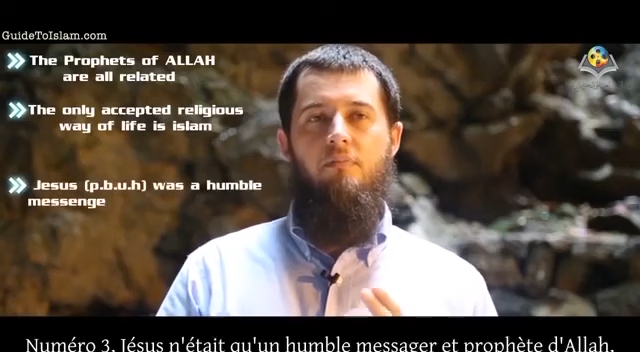 GuideToIslam.com
The Prophets of ALLAH
are all related
The only accepted religious
way of life is islam
Jesus (p.b.u.h) was a humble
messenge
Numéro 3, Jésus n'était qu'un humble messager et prophète d'Allah,